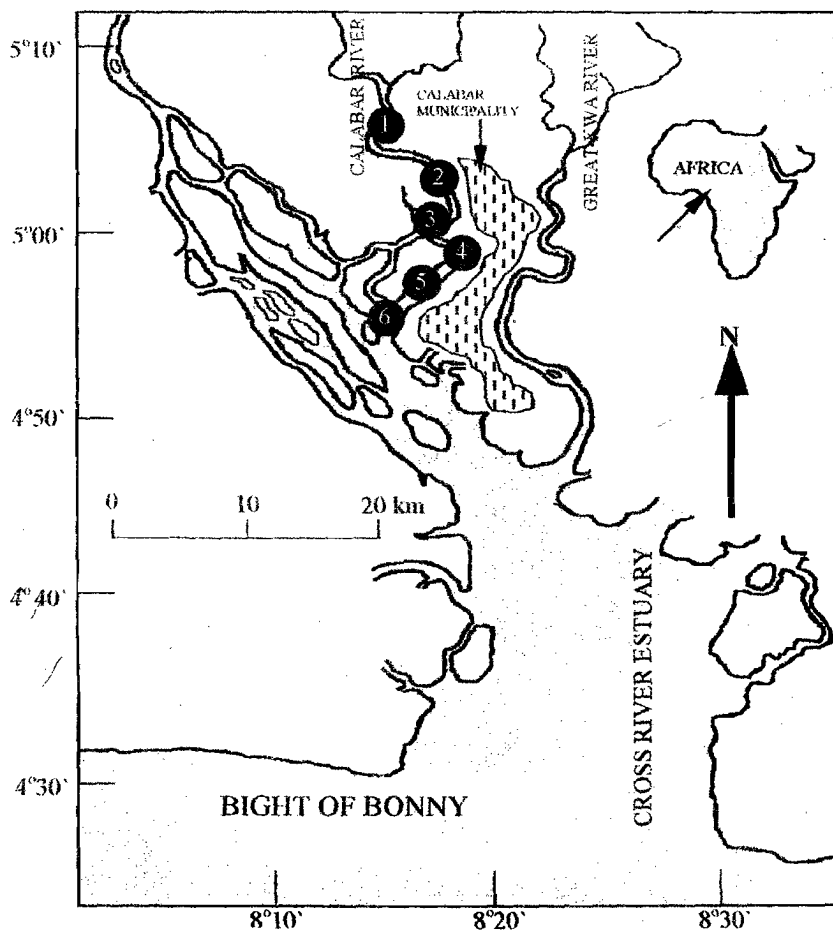 5°10`
5°00`
4°50`
4°40`
4°30`
CALABAR RIVER
CALABAR
MUNICIPALITY
GREAT KWA RIVER
AFRICA
1
2
3
4
5
6
N
0 10 20 km
CROSS RIVER ESTUARY
BIGHT OF BONNY
8°10` 8°20` 8°30`